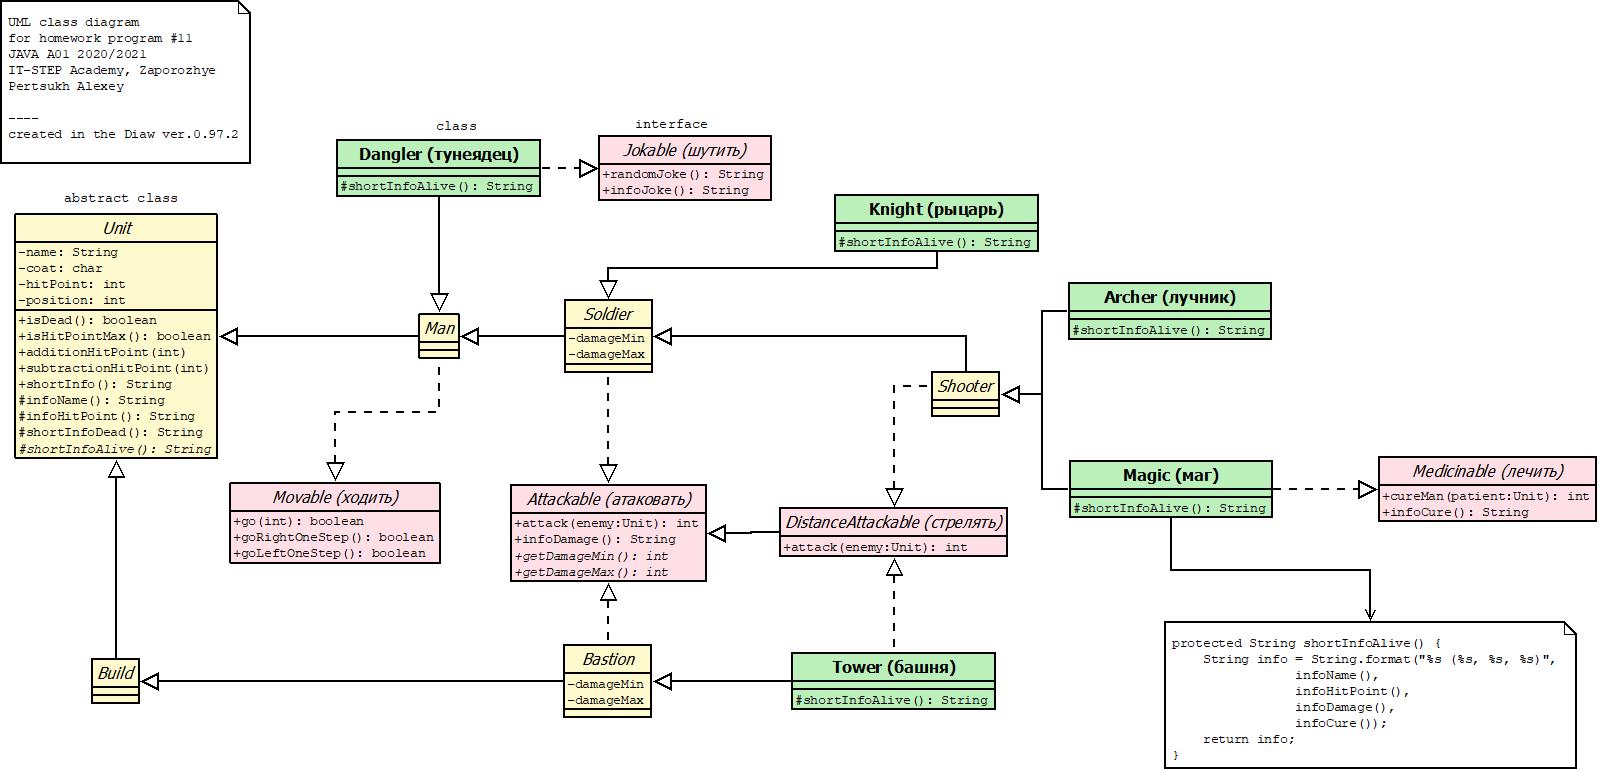 UML class diagram
for homework program #11
JAVA A01 2020/2021
IT-STEP Academy, Zaporozhye
Pertsukh Alexey
----
created in the Diaw ver.0.97.2
class
Dangler (тунеядец)
#shortInfoAlive(): String
interface
Jokable (шутить)
+randomJoke(): String
+infoJoke(): String
abstract class
Unit
-name: String
-coat: char
-hitPoint: int
-position: int
+isDead(): boolean
+isHitPointMax(): boolean
+additionHitPoint(int)
+subtractionHitPoint(int)
+shortInfo(): String
#infoName(): String
#infoHitPoint(): String
#shortInfoDead(): String
#shortInfoAlive(): String
Knight (рыцарь)
#shortInfoAlive(): String
Man
Soldier
-damageMin
-damageMax
Archer (лучник)
#shortInfoAlive(): String
Shooter
Movable (ходить)
+go(int): boolean
+goRightOneStep(): boolean
+goLeftOneStep(): boolean
Attackable (атаковать)
+attack(enemy:Unit): int
+infoDamage(): String
+getDamageMin(): int
+getDamageMax(): int
DistanceAttackable (стрелять)
+attack(enemy:Unit): int
Magic (маг)
#shortInfoAlive(): String
Medicinable (лечить)
+cureMan(patient:Unit): int
+infoCure(): String
Build
Bastion
-damageMin
-damageMax
Tower (башня)
#shortInfoAlive(): String
protected String shortInfoAlive() {
    String info = String.format("%s (%s, %s, %s)",
                infoName(),
                infoHitPoint(),
                infoDamage(),
                infoCure());
    return info;
}